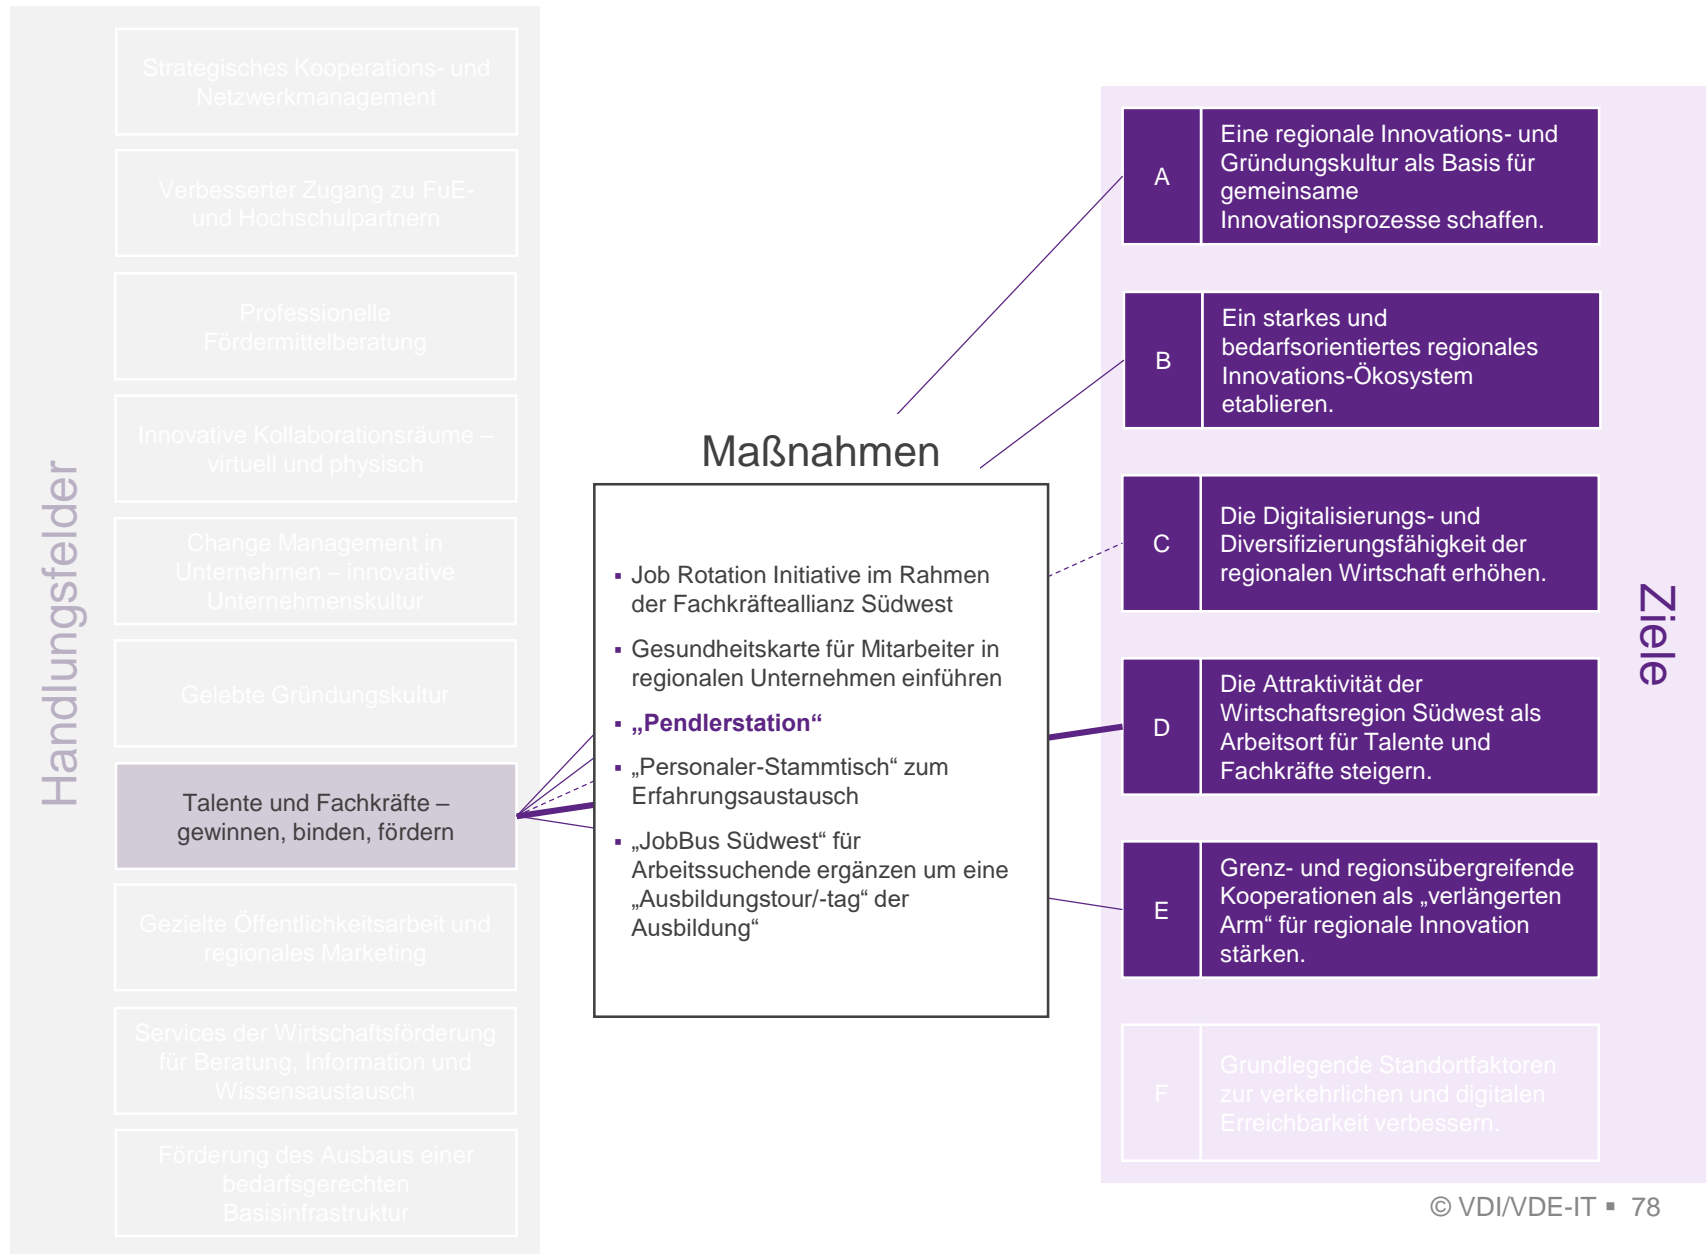 Handlungsfelder
Strategisches Kooperations- und
Netzwerkmanagement
Verbesserter Zugang zu FuE-
und Hochschulpartnern
Professionelle
Fördermittelberatung
Innovative Kollaborationsräume –
virtuell und physisch
Change Management in
Unternehmen – innovative
Unternehmenskultur
Gelebte Gründungskultur
Talente und Fachkräfte –
gewinnen, binden, fördern
Gezielte Öffentlichkeitsarbeit und
regionales Marketing
Services der Wirtschaftsförderung
für Beratung, Information und
Wissensaustausch
Förderung des Ausbaus einer
bedarfsgerechten
Basisinfrastruktur
Maßnahmen
▪ Job Rotation Initiative im Rahmen
der Fachkräfteallianz Südwest
▪ Gesundheitskarte für Mitarbeiter in
regionalen Unternehmen einführen
▪ „Pendlerstation“
▪ „Personaler-Stammtisch“ zum
Erfahrungsaustausch
▪ „JobBus Südwest“ für
Arbeitssuchende ergänzen um eine
„Ausbildungstour/-tag“ der
Ausbildung“
Ziele
A
Eine regionale Innovations- und
Gründungskultur als Basis für
gemeinsame
Innovationsprozesse schaffen.
B
Ein starkes und
bedarfsorientiertes regionales
Innovations-Ökosystem
etablieren.
C
Die Digitalisierungs- und
Diversifizierungsfähigkeit der
regionalen Wirtschaft erhöhen.
D
Die Attraktivität der
Wirtschaftsregion Südwest als
Arbeitsort für Talente und
Fachkräfte steigern.
E
Grenz- und regionsübergreifende
Kooperationen als „verlängerten
Arm“ für regionale Innovation
stärken.
F
Grundlegende Standortfaktoren
zur verkehrlichen und digitalen
Erreichbarkeit verbessern.
© VDI/VDE-IT ▪ 78